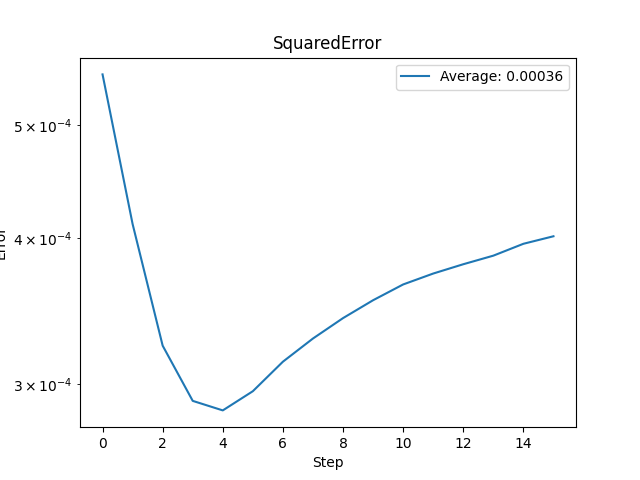 SquaredError
Average: 0.00036
5 × 10⁻⁴
4 × 10⁻⁴
3 × 10⁻⁴
Error
0 2 4 6 8 10 12 14
Step